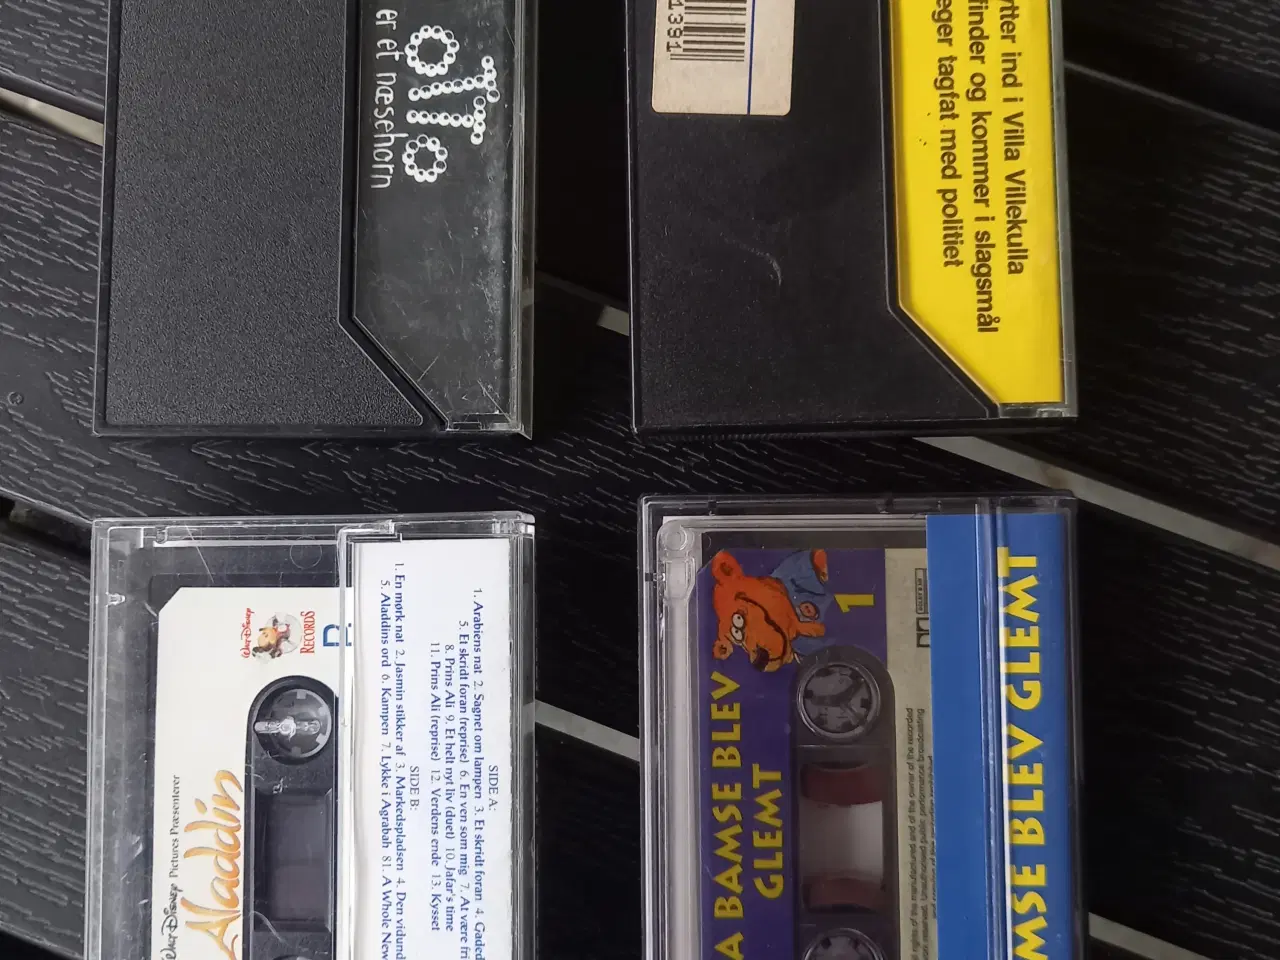 oTTo
er et næsehorn
1391
ytter ind i Villa Villekulla
finder og kommer i slagsmål
eger tagfat med politiet
SIDE A:
1. Arabiens nat 2. Sagnet om lampen 3. Et skridt foran 4. Gaded
5. Et skridt foran (reprise) 6. En ven som mig 7. At være fri
8. Prins Ali 9. Et helt nyt liv (duet) 10. Jafar's time
11. Prins Ali (reprise) 12. Verdens ende 13. Kysset
SIDE B:
1. En mørk nat 2. Jasmin stikker af 3. Markedspladsen 4. Den vidund
5. Aladdins ord 6. Kampen 7. Lykke i Agrabah 81. A Whole New
RECORDS
Walt Disney
Walt Disney Pictures Præsenterer
Aladdin
1
A BAMSE BLEV
GLEMT
MSE BLEV GLEMT